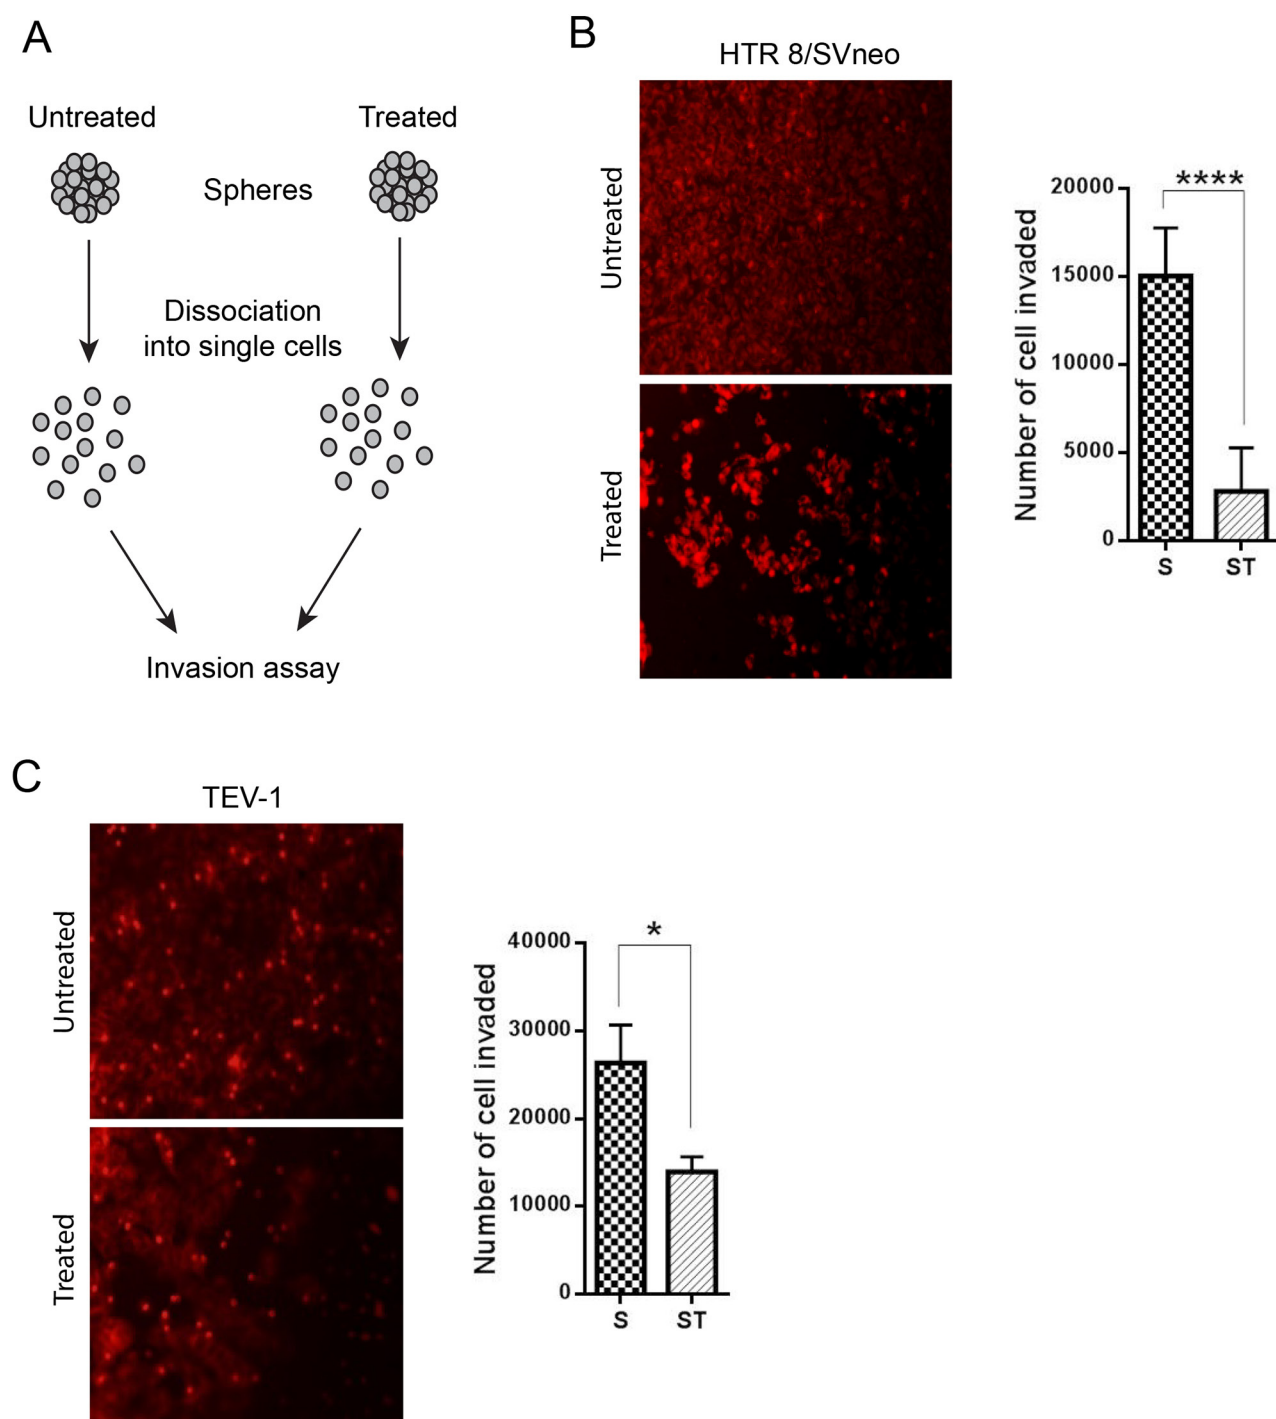 A
Untreated
Treated
Spheres
Dissociation
into single cells
Invasion assay
B
HTR 8/SVneo
Untreated
Treated
Number of cell invaded
20000
15000
10000
5000
0
****
S
ST
C
TEV-1
Untreated
Treated
Number of cell invaded
40000
30000
20000
10000
0
*
S
ST